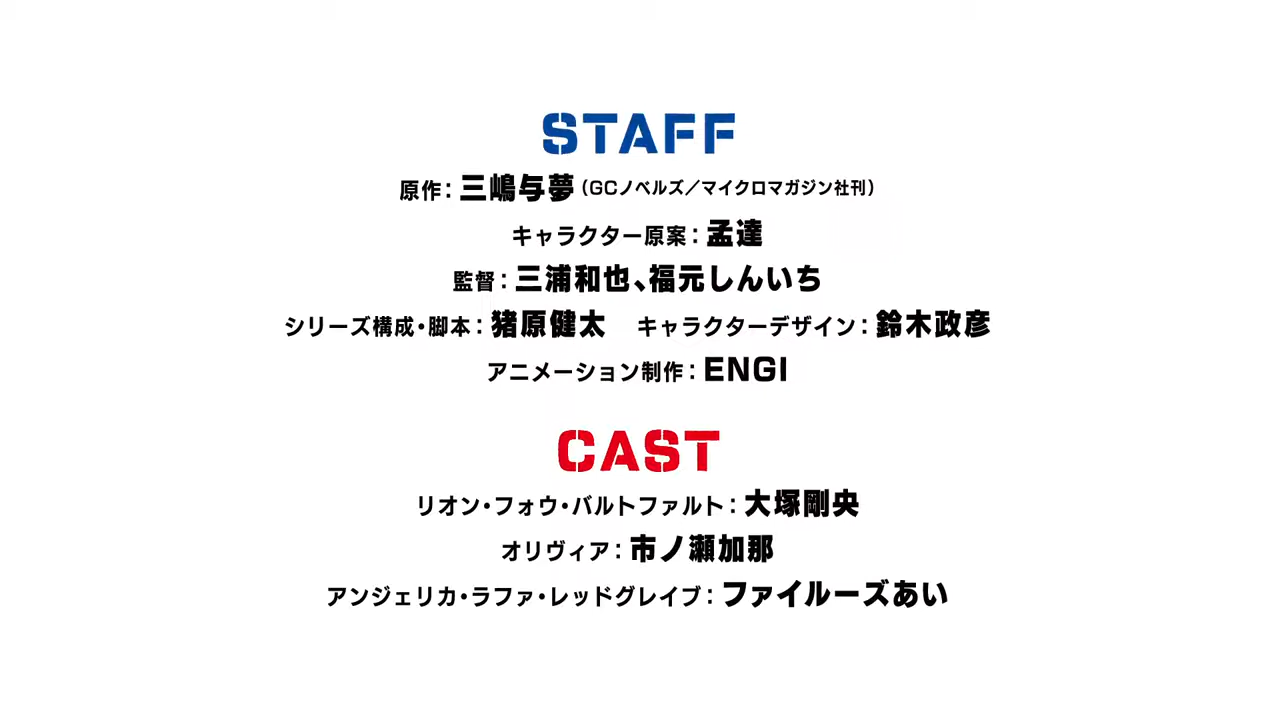 STAFF
原作：三嶋与夢（GCノベルズ／マイクロマガジン社刊）
キャラクター原案：孟達
監督：三浦和也、福元しんいち
シリーズ構成・脚本：猪原健太　キャラクターデザイン：鈴木政彦
アニメーション制作：ENGI
CAST
リオン・フォウ・バルトファルト：大塚剛央
オリヴィア：市ノ瀬加那
アンジェリカ・ラファ・レッドグレイブ：ファイルーズあい